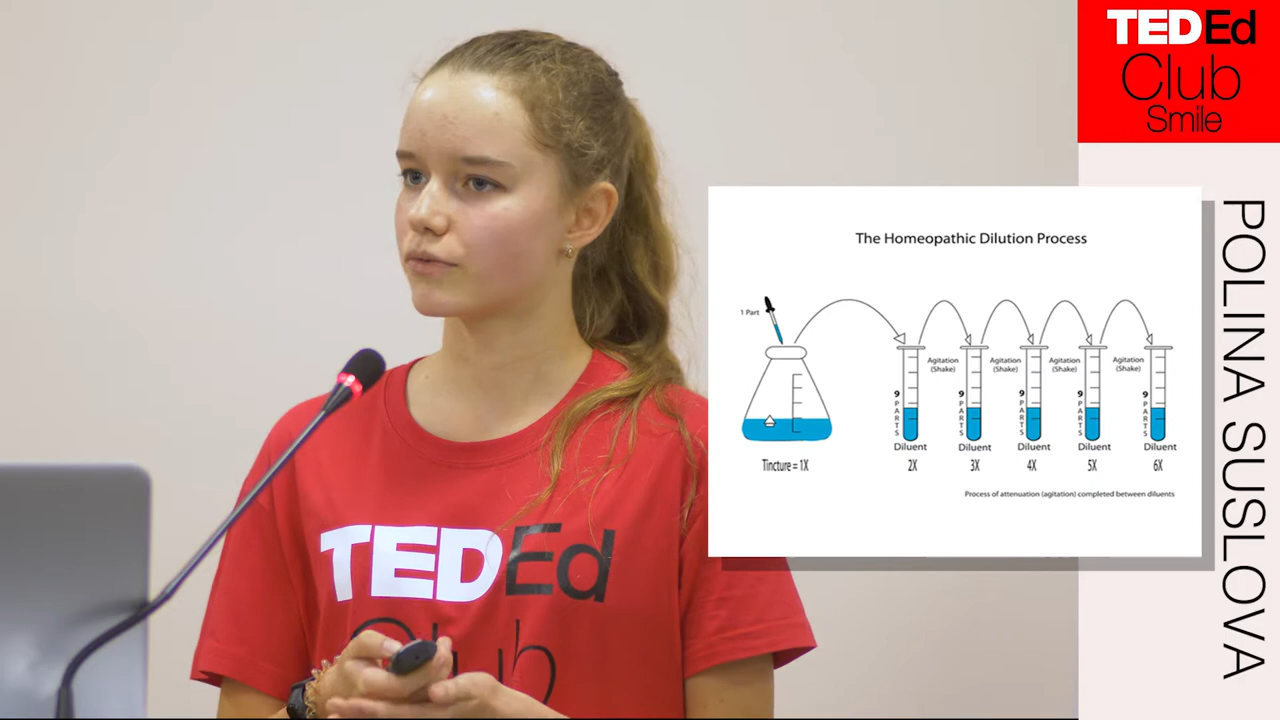 TEDEd
Club
Smile
POLINA SUSLOVA
The Homeopathic Dilution Process
1 Part
Agitation
(Shake)
Agitation
(Shake)
Agitation
(Shake)
Agitation
(Shake)
9 PARTS
9 PARTS
9 PARTS
9 PARTS
9 PARTS
Diluent
Diluent
Diluent
Diluent
Diluent
Tincture = 1X
2X
3X
4X
5X
6X
Process of attenuation (agitation) completed between diluents
TEDEd
Club